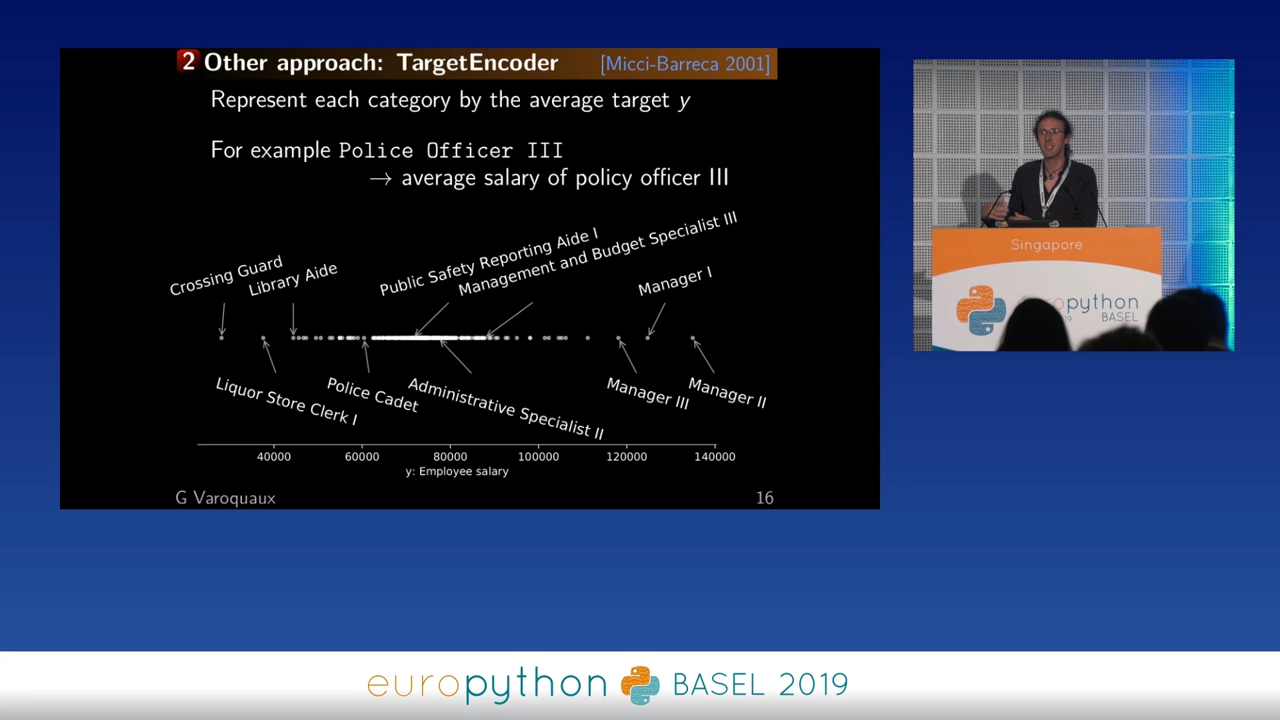 2 Other approach: TargetEncoder [Micci-Barreca 2001]
Represent each category by the average target y
For example Police Officer III
→ average salary of policy officer III
Crossing Guard
Library Aide
Public Safety Reporting Aide I
Management and Budget Specialist III
Manager I
Liquor Store Clerk I
Police Cadet
Administrative Specialist II
Manager III
Manager II
40000 60000 80000 100000 120000 140000
y: Employee salary
G Varoquaux 16
Singapore
python
BASEL
europython BASEL 2019